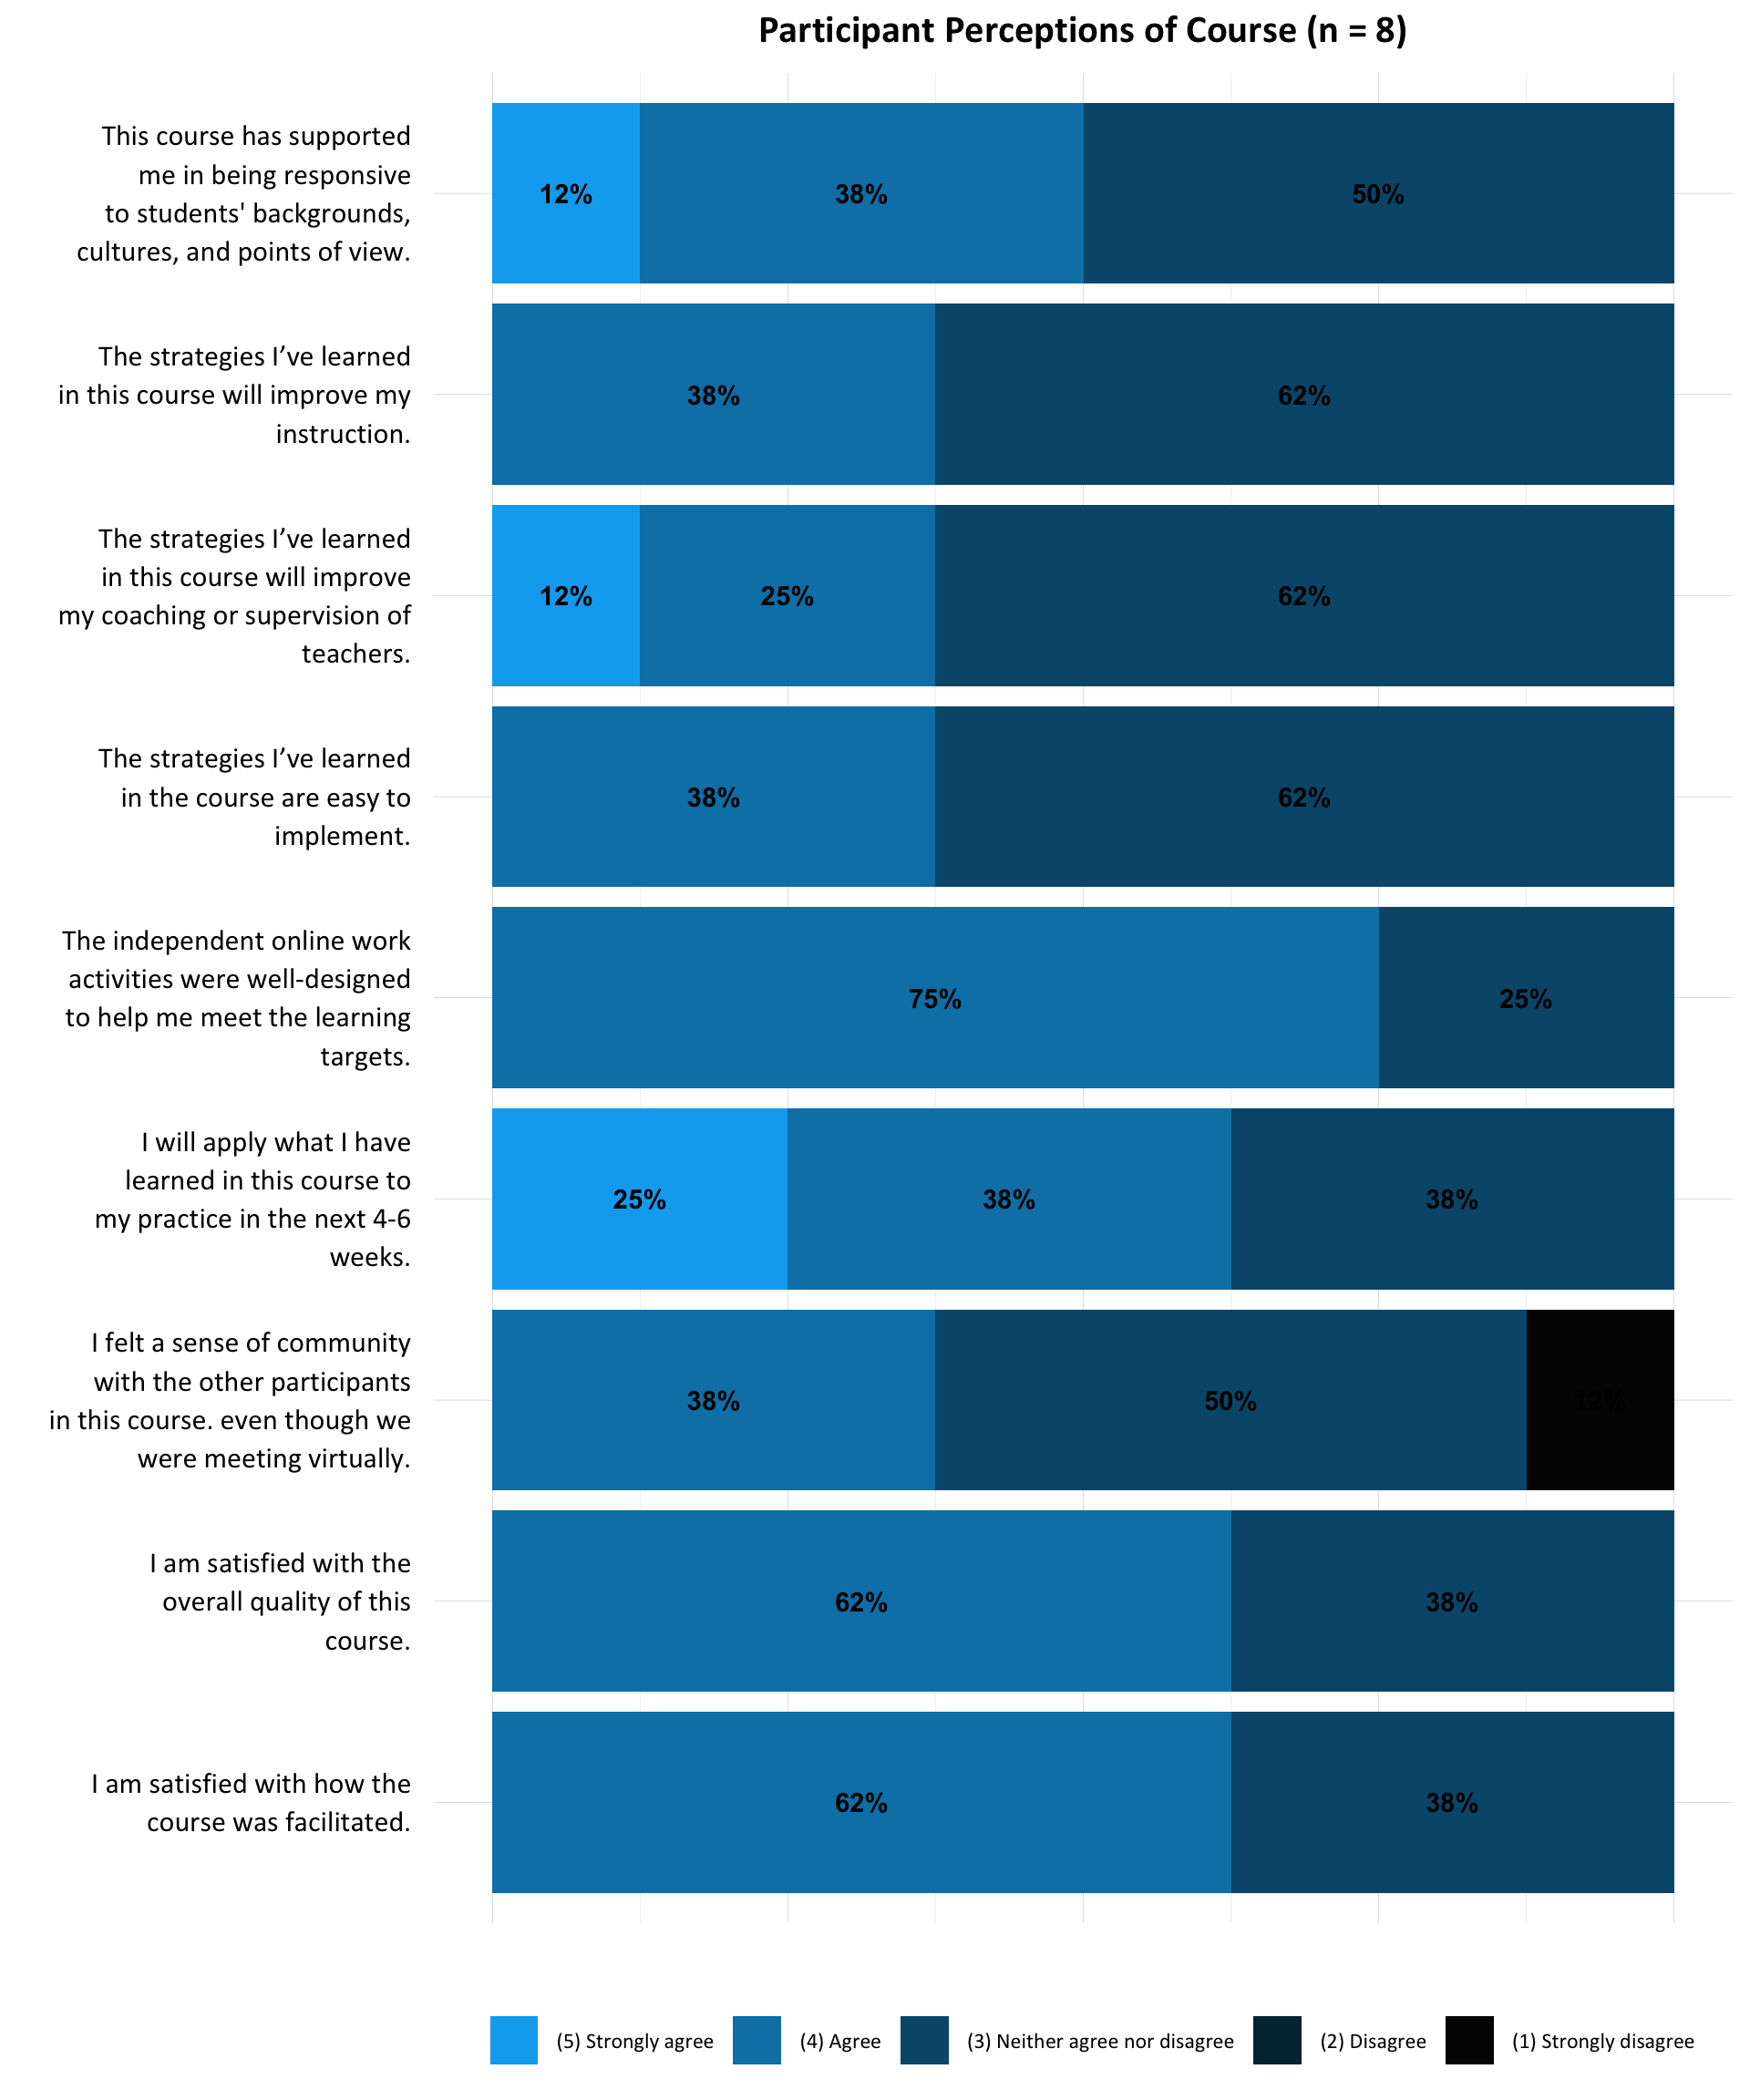 Participant Perceptions of Course (n = 8)
This course has supported
me in being responsive
to students' backgrounds,
cultures, and points of view.
12%
38%
50%
The strategies I’ve learned
in this course will improve my
instruction.
38%
62%
The strategies I’ve learned
in this course will improve
my coaching or supervision of
teachers.
12%
25%
62%
The strategies I’ve learned
in the course are easy to
implement.
38%
62%
The independent online work
activities were well-designed
to help me meet the learning
targets.
75%
25%
I will apply what I have
learned in this course to
my practice in the next 4-6
weeks.
25%
38%
38%
I felt a sense of community
with the other participants
in this course. even though we
were meeting virtually.
38%
50%
12%
I am satisfied with the
overall quality of this
course.
62%
38%
I am satisfied with how the
course was facilitated.
62%
38%
(5) Strongly agree
(4) Agree
(3) Neither agree nor disagree
(2) Disagree
(1) Strongly disagree